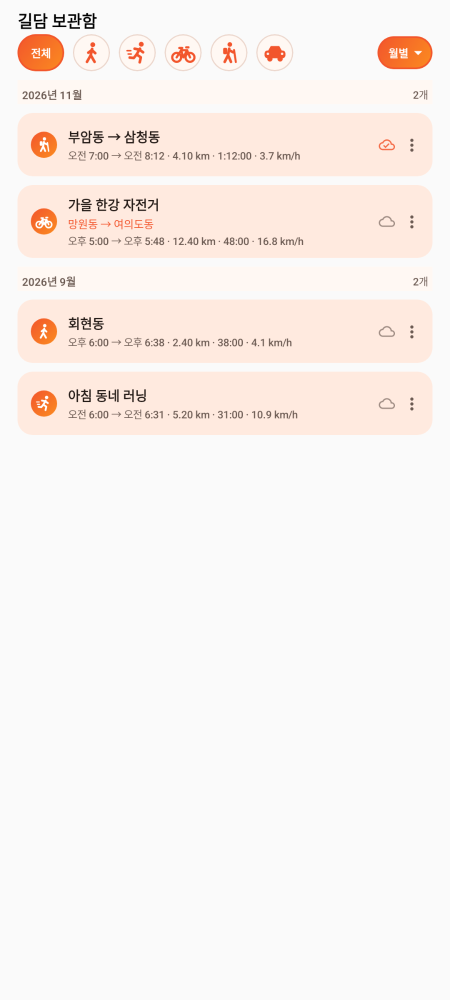 길담 보관함
전체
월별
2026년 11월 2개
부암동 → 삼청동
오전 7:00 → 오전 8:12 · 4.10 km · 1:12:00 · 3.7 km/h
가을 한강 자전거
망원동 → 여의도동
오후 5:00 → 오후 5:48 · 12.40 km · 48:00 · 16.8 km/h
2026년 9월 2개
회현동
오후 6:00 → 오후 6:38 · 2.40 km · 38:00 · 4.1 km/h
아침 동네 러닝
오전 6:00 → 오전 6:31 · 5.20 km · 31:00 · 10.9 km/h